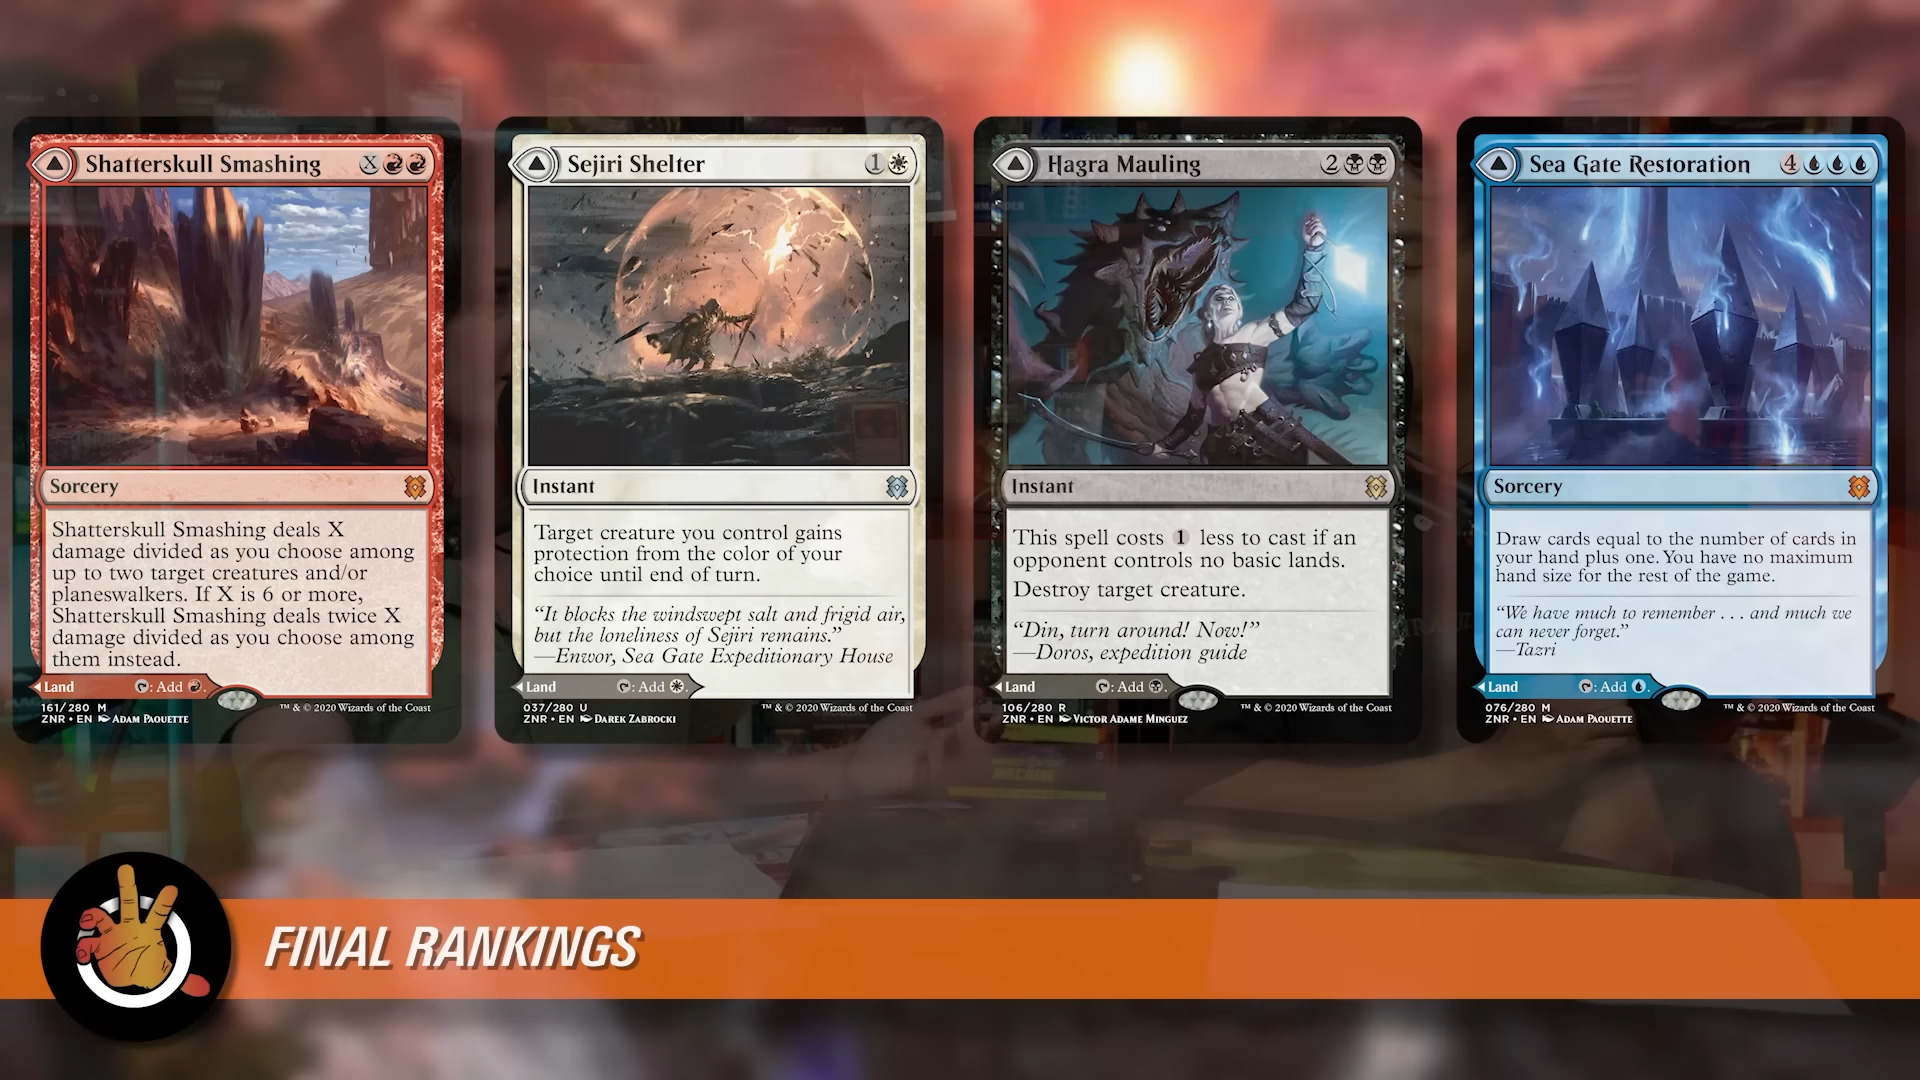 Shatterskull Smashing X
Sorcery
Shatterskull Smashing deals X
damage divided as you choose among
up to two target creatures and/or
planeswalkers. If X is 6 or more,
Shatterskull Smashing deals twice X
damage divided as you choose among
them instead.
Land : Add .
161/280 M
ZNR • EN ADAM PAQUETTE
™ & © 2020 Wizards of the Coast
Sejiri Shelter 1
Instant
Target creature you control gains
protection from the color of your
choice until end of turn.
“It blocks the windswept salt and frigid air,
but the loneliness of Sejiri remains.”
—Enwor, Sea Gate Expeditionary House
Land : Add .
037/280 U
ZNR • EN DAREK ZABROCKI
™ & © 2020 Wizards of the Coast
Hagra Mauling 2
Instant
This spell costs 1 less to cast if an
opponent controls no basic lands.
Destroy target creature.
“Din, turn around! Now!”
—Doros, expedition guide
Land : Add .
106/280 R
ZNR • EN VICTOR ADAME MINGUEZ
™ & © 2020 Wizards of the Coast
Sea Gate Restoration 4
Sorcery
Draw cards equal to the number of cards in
your hand plus one. You have no maximum
hand size for the rest of the game.
“We have much to remember . . . and much we
can never forget.”
—Tazri
Land : Add .
076/280 M
ZNR • EN ADAM PAQUETTE
™ & © 2020 Wizards of the Coast
FINAL RANKINGS